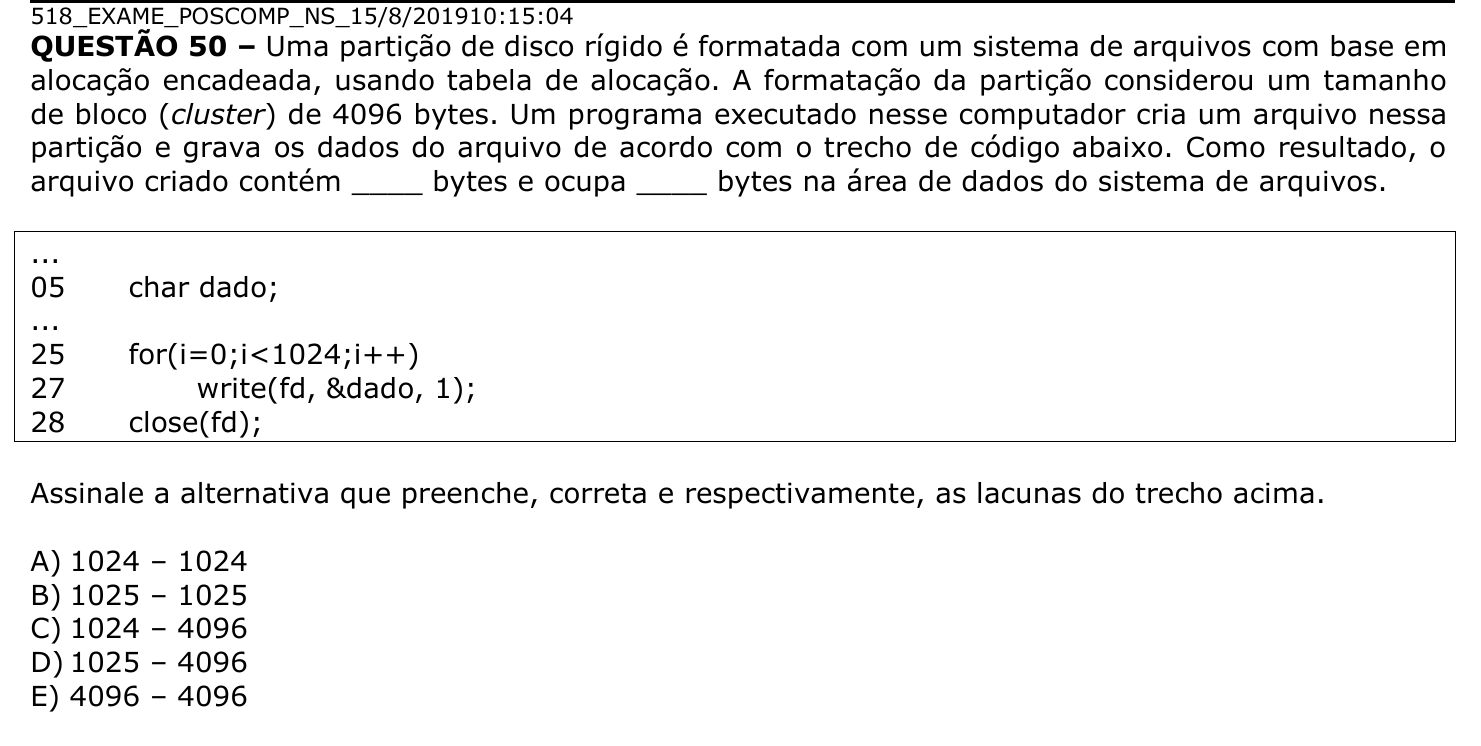 518_EXAME_POSCOMP_NS_15/8/201910:15:04
QUESTÃO 50 – Uma partição de disco rígido é formatada com um sistema de arquivos com base em
alocação encadeada, usando tabela de alocação. A formatação da partição considerou um tamanho
de bloco (cluster) de 4096 bytes. Um programa executado nesse computador cria um arquivo nessa
partição e grava os dados do arquivo de acordo com o trecho de código abaixo. Como resultado, o
arquivo criado contém ____ bytes e ocupa ____ bytes na área de dados do sistema de arquivos.
...
05 char dado;
...
25 for(i=0;i<1024;i++)
27 write(fd, &dado, 1);
28 close(fd);
Assinale a alternativa que preenche, correta e respectivamente, as lacunas do trecho acima.
A) 1024 – 1024
B) 1025 – 1025
C) 1024 – 4096
D) 1025 – 4096
E) 4096 – 4096